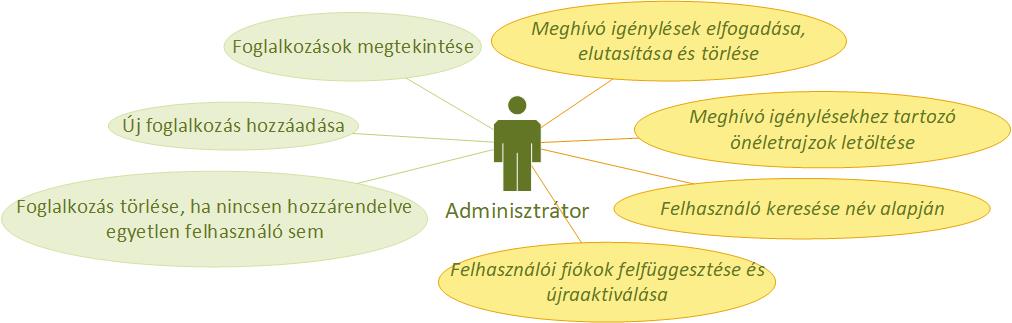 Foglalkozások megtekintése
Meghívó igénylések elfogadása,
elutasítása és törlése
Új foglalkozás hozzáadása
Meghívó igénylésekhez tartozó
önéletrajzok letöltése
Foglalkozás törlése, ha nincsen hozzárendelve
egyetlen felhasználó sem
Adminisztrátor
Felhasználó keresése név alapján
Felhasználói fiókok felfüggesztése és
újraaktiválása